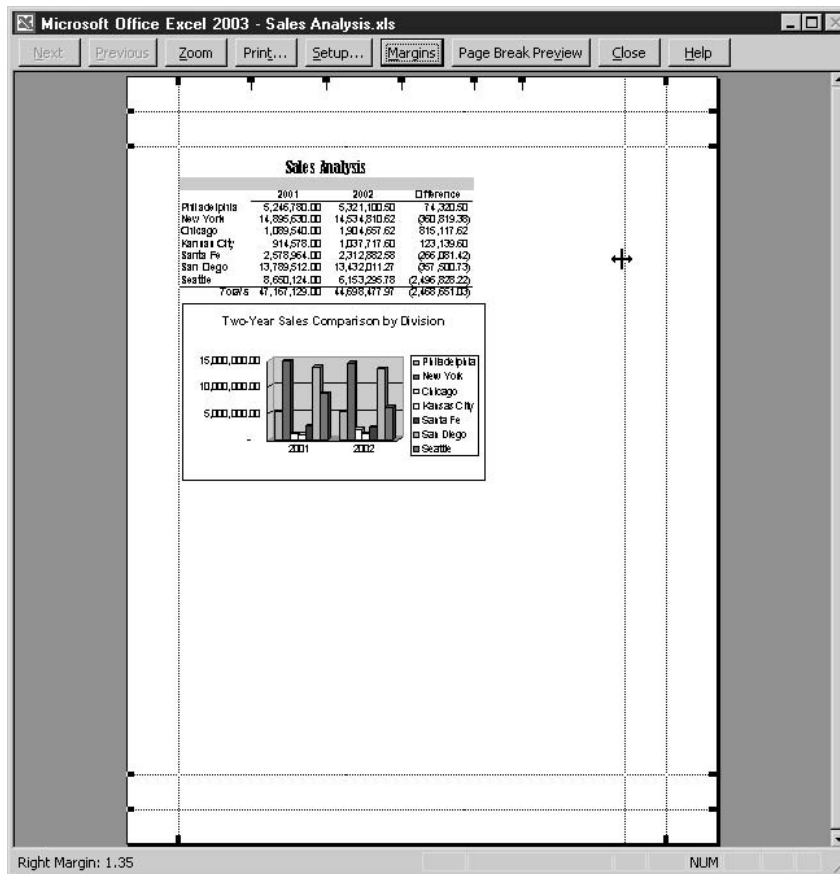 Microsoft Office Excel 2003 - Sales Analysis.xls
Next Previous Zoom Print... Setup... Margins Page Break Preview Close Help
Sales Analysis
2001 2002 Difference
Philadelphia 5,246,780.00 5,321,100.50 74,320.50
New York 14,895,630.00 14,534,810.62 (360,819.38)
Chicago 1,089,540.00 1,904,657.62 815,117.62
Kansas City 914,578.00 1,037,717.60 123,139.60
Santa Fe 2,578,964.00 2,312,882.58 (266,081.42)
San Diego 13,789,512.00 13,432,011.27 (357,500.73)
Seattle 8,650,124.00 6,153,295.78 (2,496,828.22)
Totals 47,167,129.00 44,698,477.97 (2,468,651.03)
Two-Year Sales Comparison by Division
15,000,000.00
10,000,000.00
5,000,000.00
-
2001 2002
Philadelphia
New York
Chicago
Kansas City
Santa Fe
San Diego
Seattle
Right Margin: 1.35 NUM